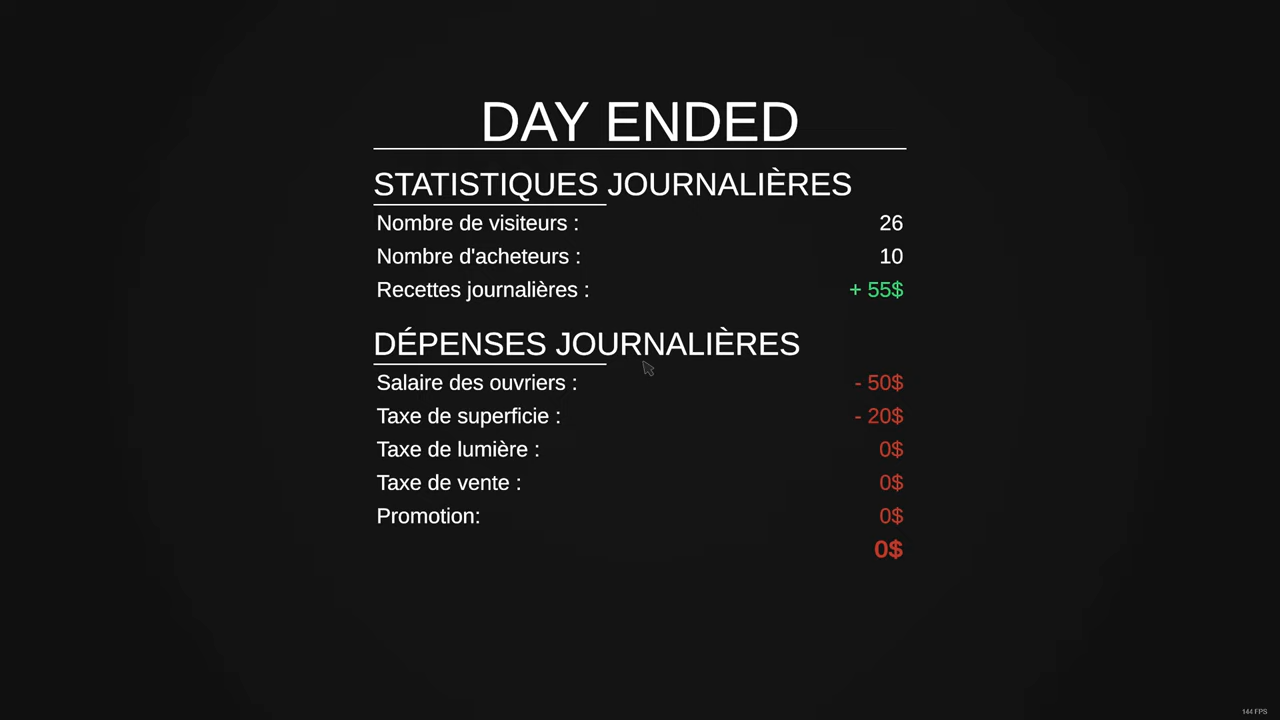 DAY ENDED
STATISTIQUES JOURNALIÈRES
Nombre de visiteurs : 26
Nombre d'acheteurs : 10
Recettes journalières : + 55$
DÉPENSES JOURNALIÈRES
Salaire des ouvriers : - 50$
Taxe de superficie : - 20$
Taxe de lumière : 0$
Taxe de vente : 0$
Promotion: 0$
0$
144 FPS